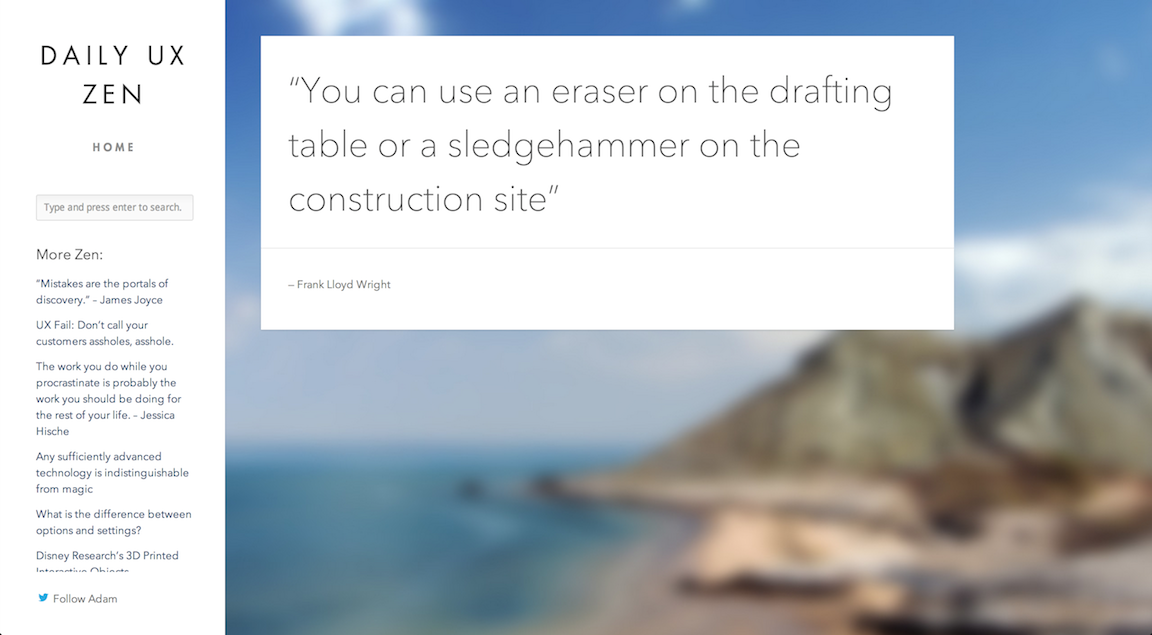 DAILY UX
ZEN
HOME
Type and press enter to search.
More Zen:
“Mistakes are the portals of
discovery.” – James Joyce
UX Fail: Don’t call your
customers assholes, asshole.
The work you do while you
procrastinate is probably the
work you should be doing for
the rest of your life. – Jessica
Hische
Any sufficiently advanced
technology is indistinguishable
from magic
What is the difference between
options and settings?
Disney Research’s 3D Printed
Interactive Objects
Follow Adam
“You can use an eraser on the drafting
table or a sledgehammer on the
construction site”
– Frank Lloyd Wright